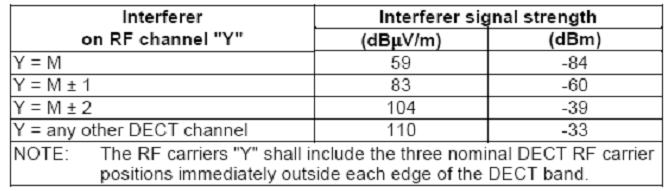 Interferer Interferer signal strength
on RF channel "Y" (dBµV/m) (dBm)
Y = M 59 -84
Y = M ± 1 83 -60
Y = M ± 2 104 -39
Y = any other DECT channel 110 -33
NOTE: The RF carriers "Y" shall include the three nominal DECT RF carrier
positions immediately outside each edge of the DECT band.